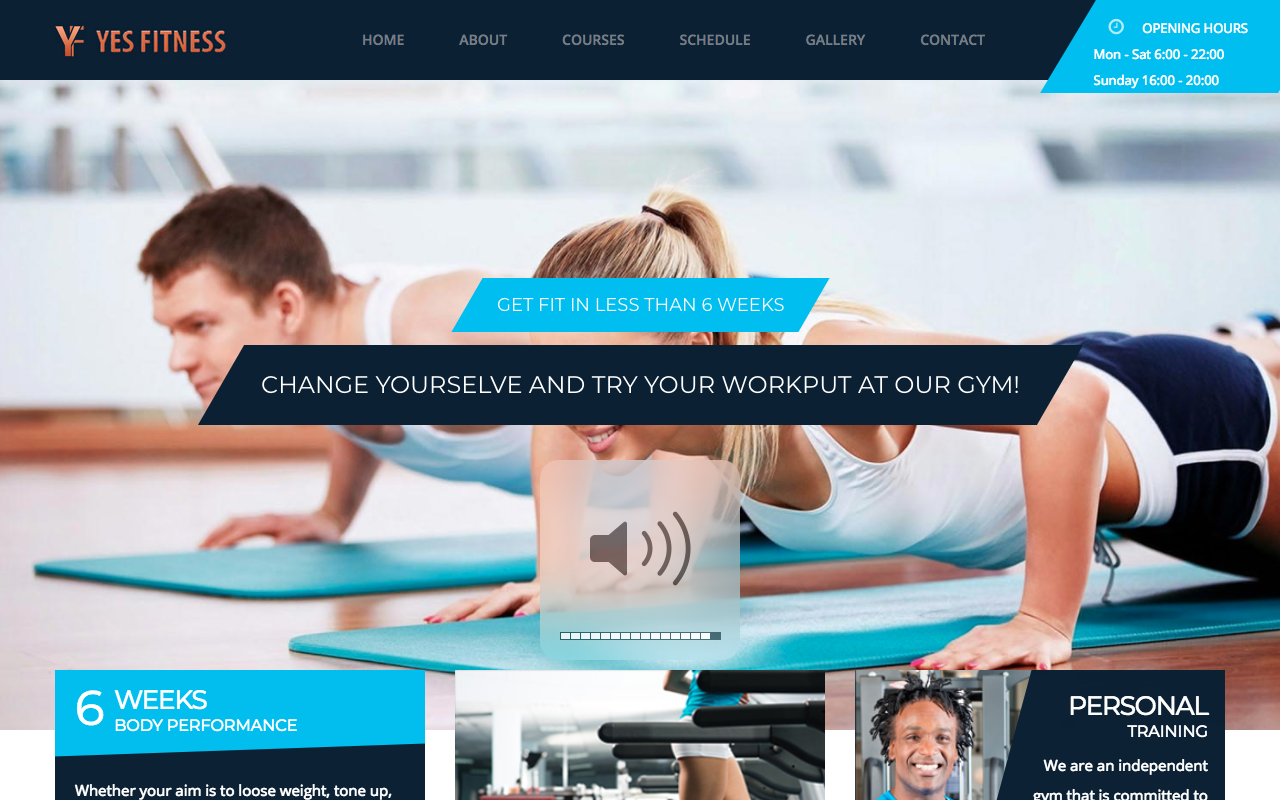 YF YES FITNESS
HOME
ABOUT
COURSES
SCHEDULE
GALLERY
CONTACT
OPENING HOURS
Mon - Sat 6:00 - 22:00
Sunday 16:00 - 20:00
GET FIT IN LESS THAN 6 WEEKS
CHANGE YOURSELVE AND TRY YOUR WORKPUT AT OUR GYM!
6 WEEKS
BODY PERFORMANCE
Whether your aim is to loose weight, tone up,
PERSONAL
TRAINING
We are an independent
gym that is committed to